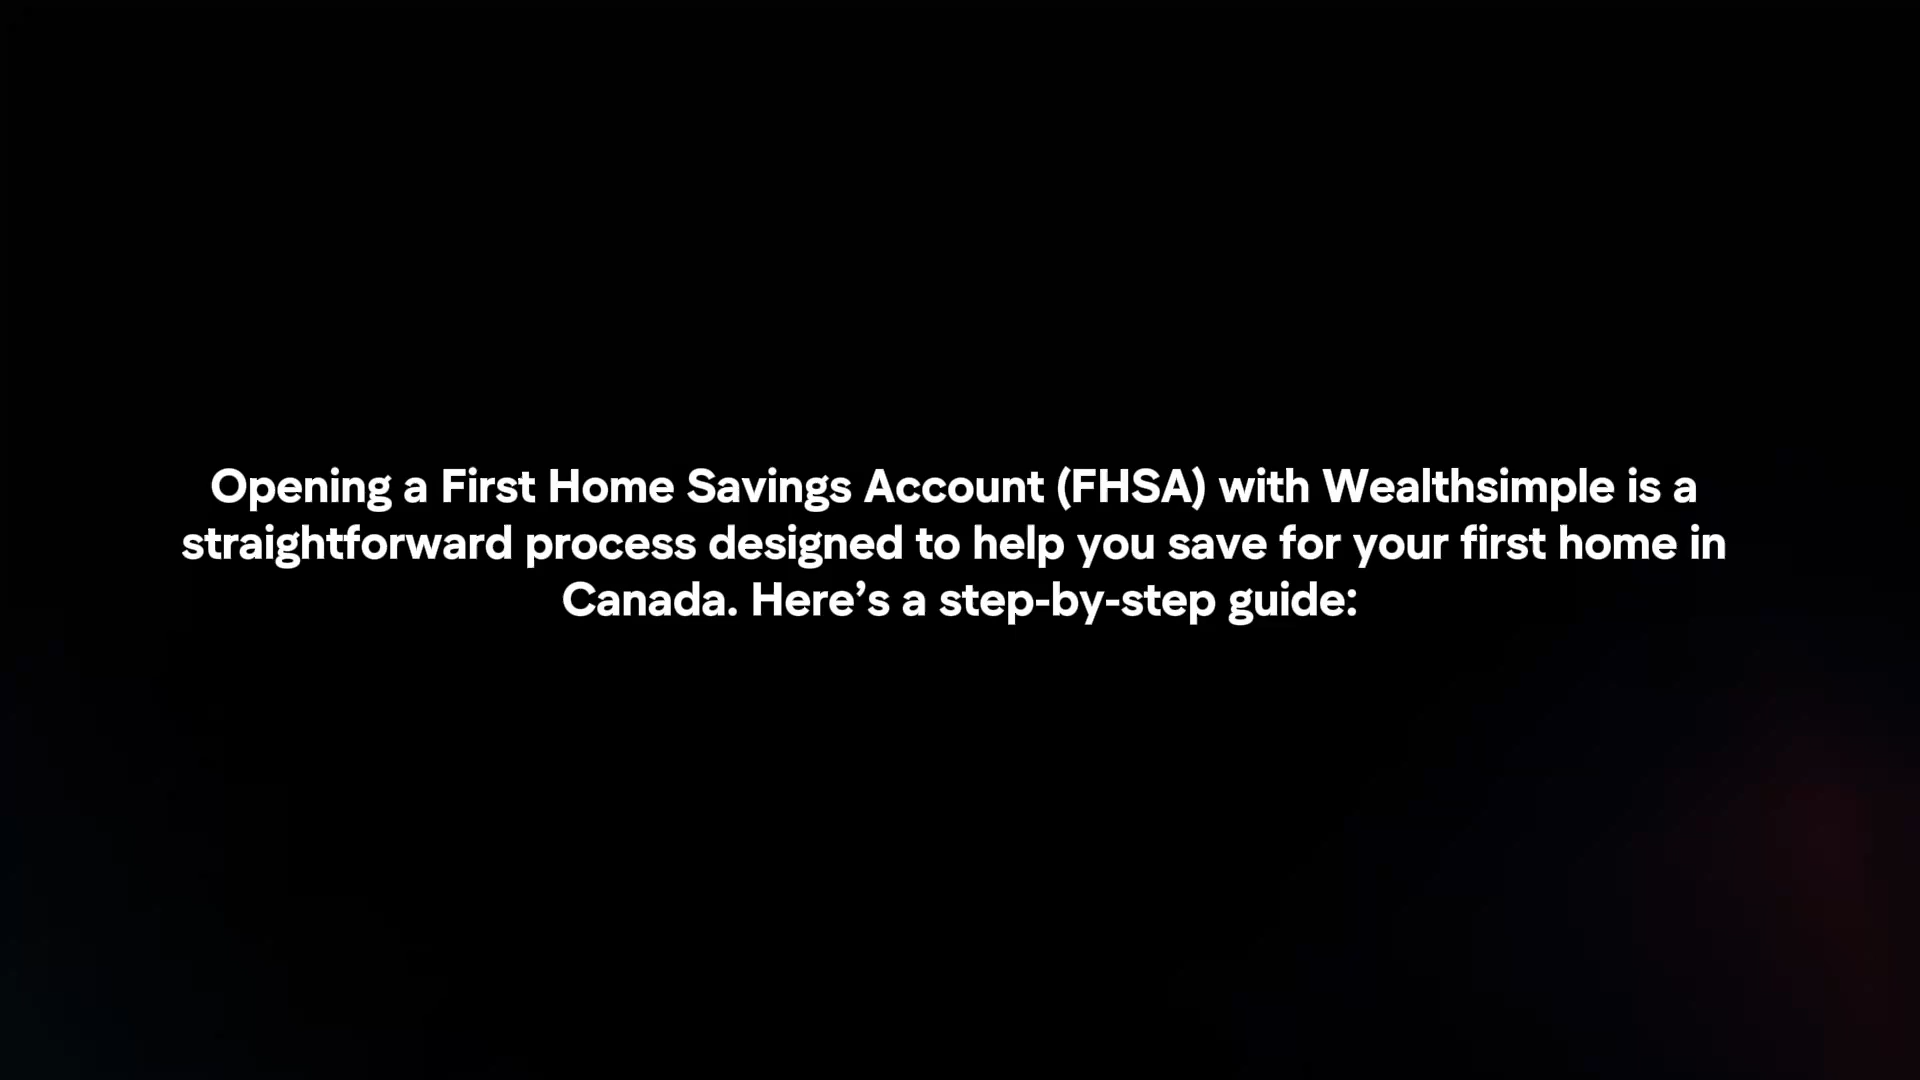 Opening a First Home Savings Account (FHSA) with Wealthsimple is a
straightforward process designed to help you save for your first home in
Canada. Here’s a step-by-step guide: